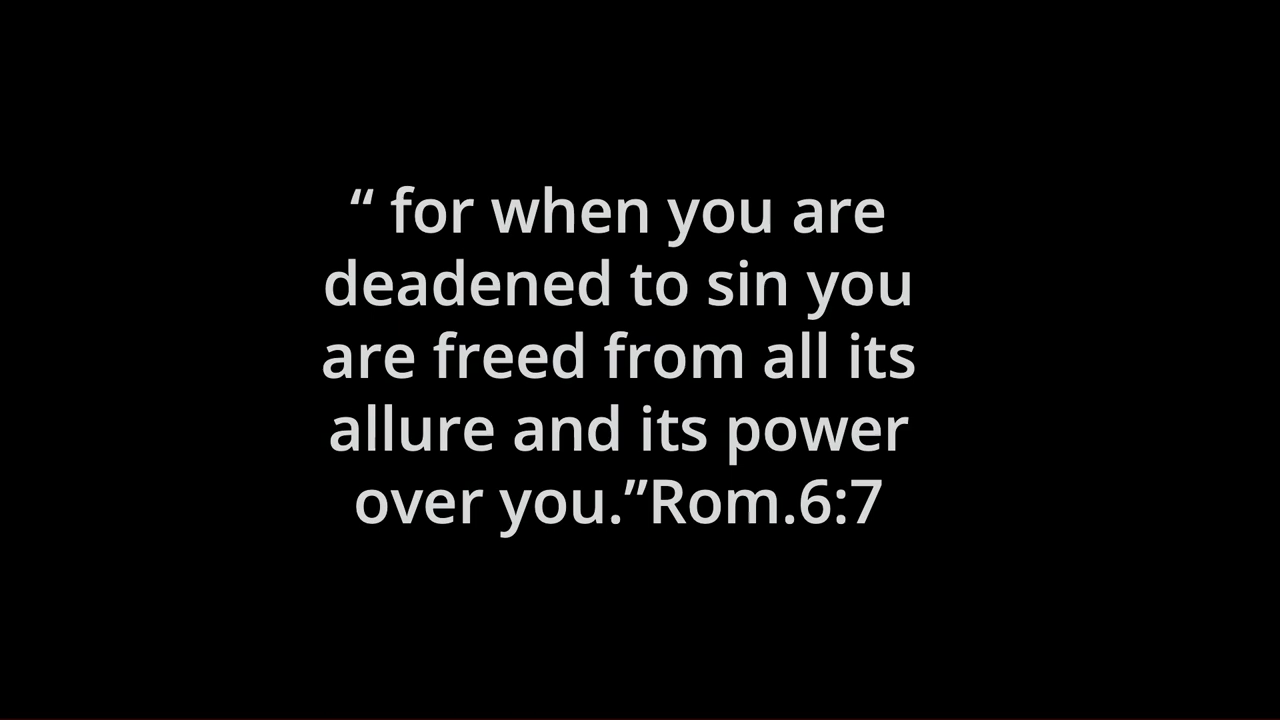 “ for when you are
deadened to sin you
are freed from all its
allure and its power
over you.”Rom.6:7